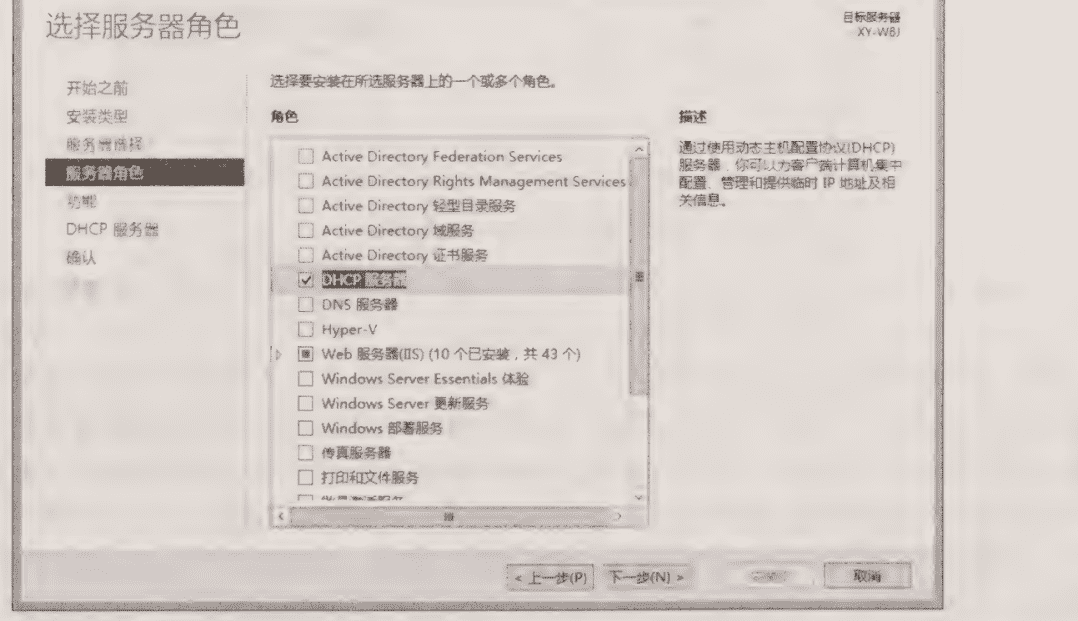 选择服务器角色
目标服务器
XY-W8J
开始之前
安装类型
服务器选择
服务器角色
功能
DHCP 服务器
确认
选择要安装在所选服务器上的一个或多个角色。
角色
Active Directory Federation Services
Active Directory Rights Management Services
Active Directory 轻型目录服务
Active Directory 域服务
Active Directory 证书服务
DHCP 服务器
DNS 服务器
Hyper-V
Web 服务器(IIS) (10 个已安装，共 43 个)
Windows Server Essentials 体验
Windows Server 更新服务
Windows 部署服务
传真服务器
打印和文件服务
描述
通过使用动态主机配置协议(DHCP)
服务器，你可以为客户端计算机集中
配置、管理和提供临时 IP 地址及相
关信息。
< 上一步(P)
下一步(N) >
取消